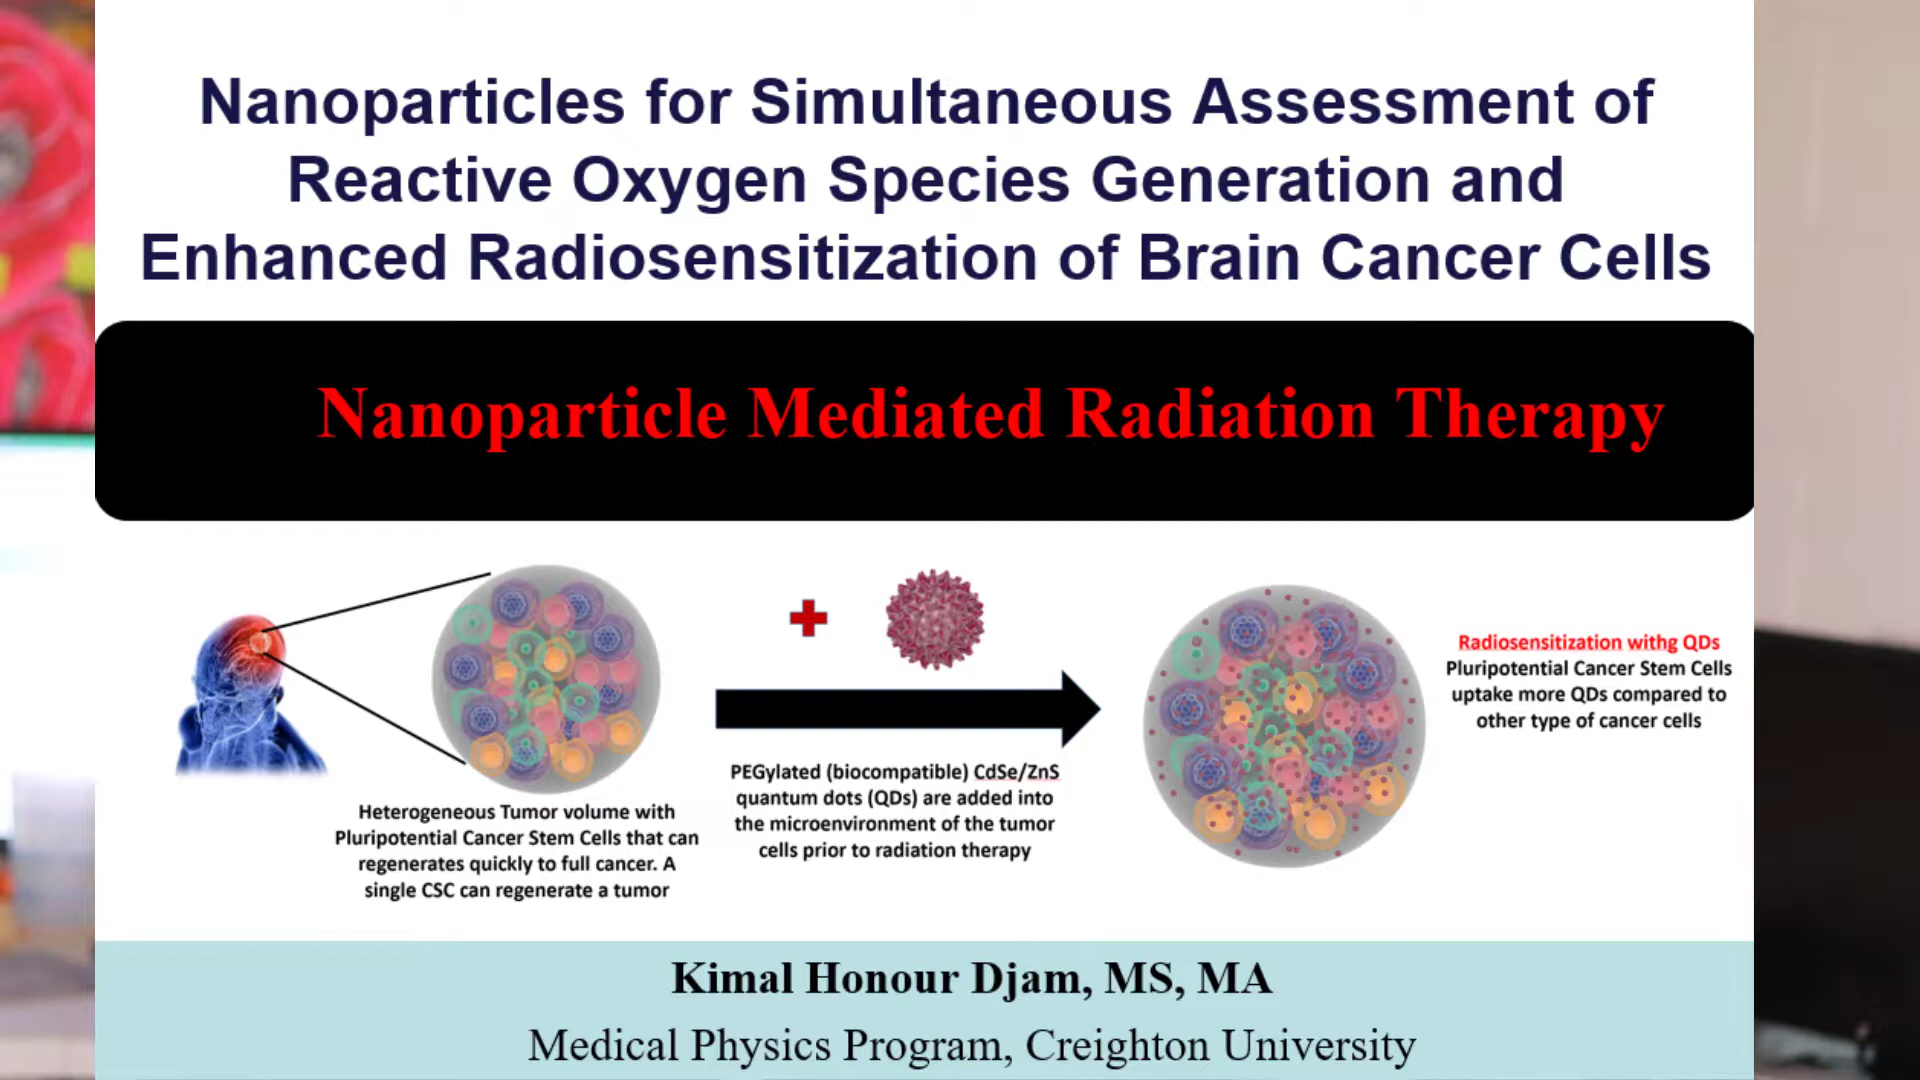 Nanoparticles for Simultaneous Assessment of
Reactive Oxygen Species Generation and
Enhanced Radiosensitization of Brain Cancer Cells
Nanoparticle Mediated Radiation Therapy
Heterogeneous Tumor volume with
Pluripotential Cancer Stem Cells that can
regenerates quickly to full cancer. A
single CSC can regenerate a tumor
PEGylated (biocompatible) CdSe/ZnS
quantum dots (QDs) are added into
the microenvironment of the tumor
cells prior to radiation therapy
Radiosensitization withg QDs
Pluripotential Cancer Stem Cells
uptake more QDs compared to
other type of cancer cells
Kimal Honour Djam, MS, MA
Medical Physics Program, Creighton University